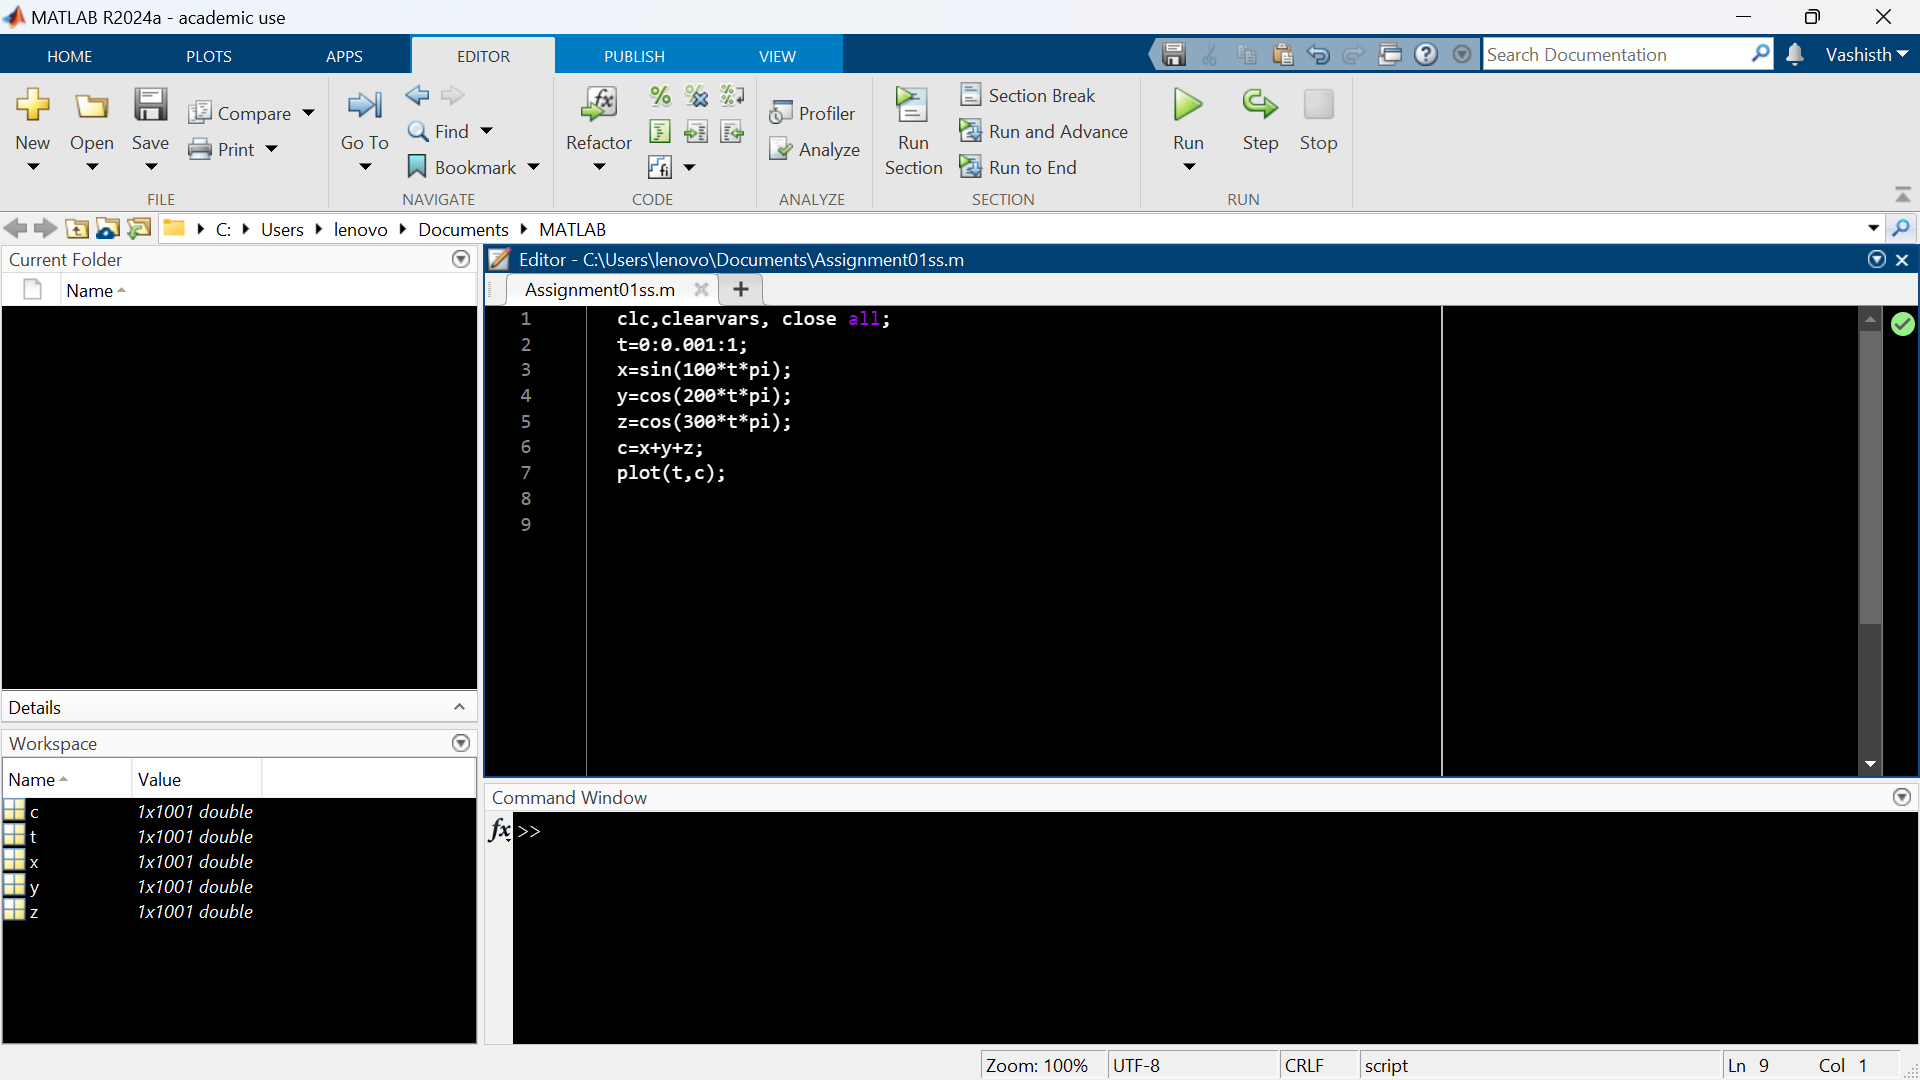 MATLAB R2024a - academic use
HOME PLOTS APPS EDITOR PUBLISH VIEW
Search Documentation
Vashisth
New Open Save
Compare
Print
FILE
Go To
Find
Bookmark
NAVIGATE
Refactor
CODE
Profiler
Analyze
ANALYZE
Run Section
Section Break
Run and Advance
Run to End
SECTION
Run Step Stop
RUN
C: Users lenovo Documents MATLAB
Current Folder
Name
Details
Workspace
Name Value
c 1x1001 double
t 1x1001 double
x 1x1001 double
y 1x1001 double
z 1x1001 double
Editor - C:\Users\lenovo\Documents\Assignment01ss.m
Assignment01ss.m +
1 clc,clearvars, close all;
2 t=0:0.001:1;
3 x=sin(100*t*pi);
4 y=cos(200*t*pi);
5 z=cos(300*t*pi);
6 c=x+y+z;
7 plot(t,c);
8
9
Command Window
fx >>
Zoom: 100% UTF-8 CRLF script Ln 9 Col 1